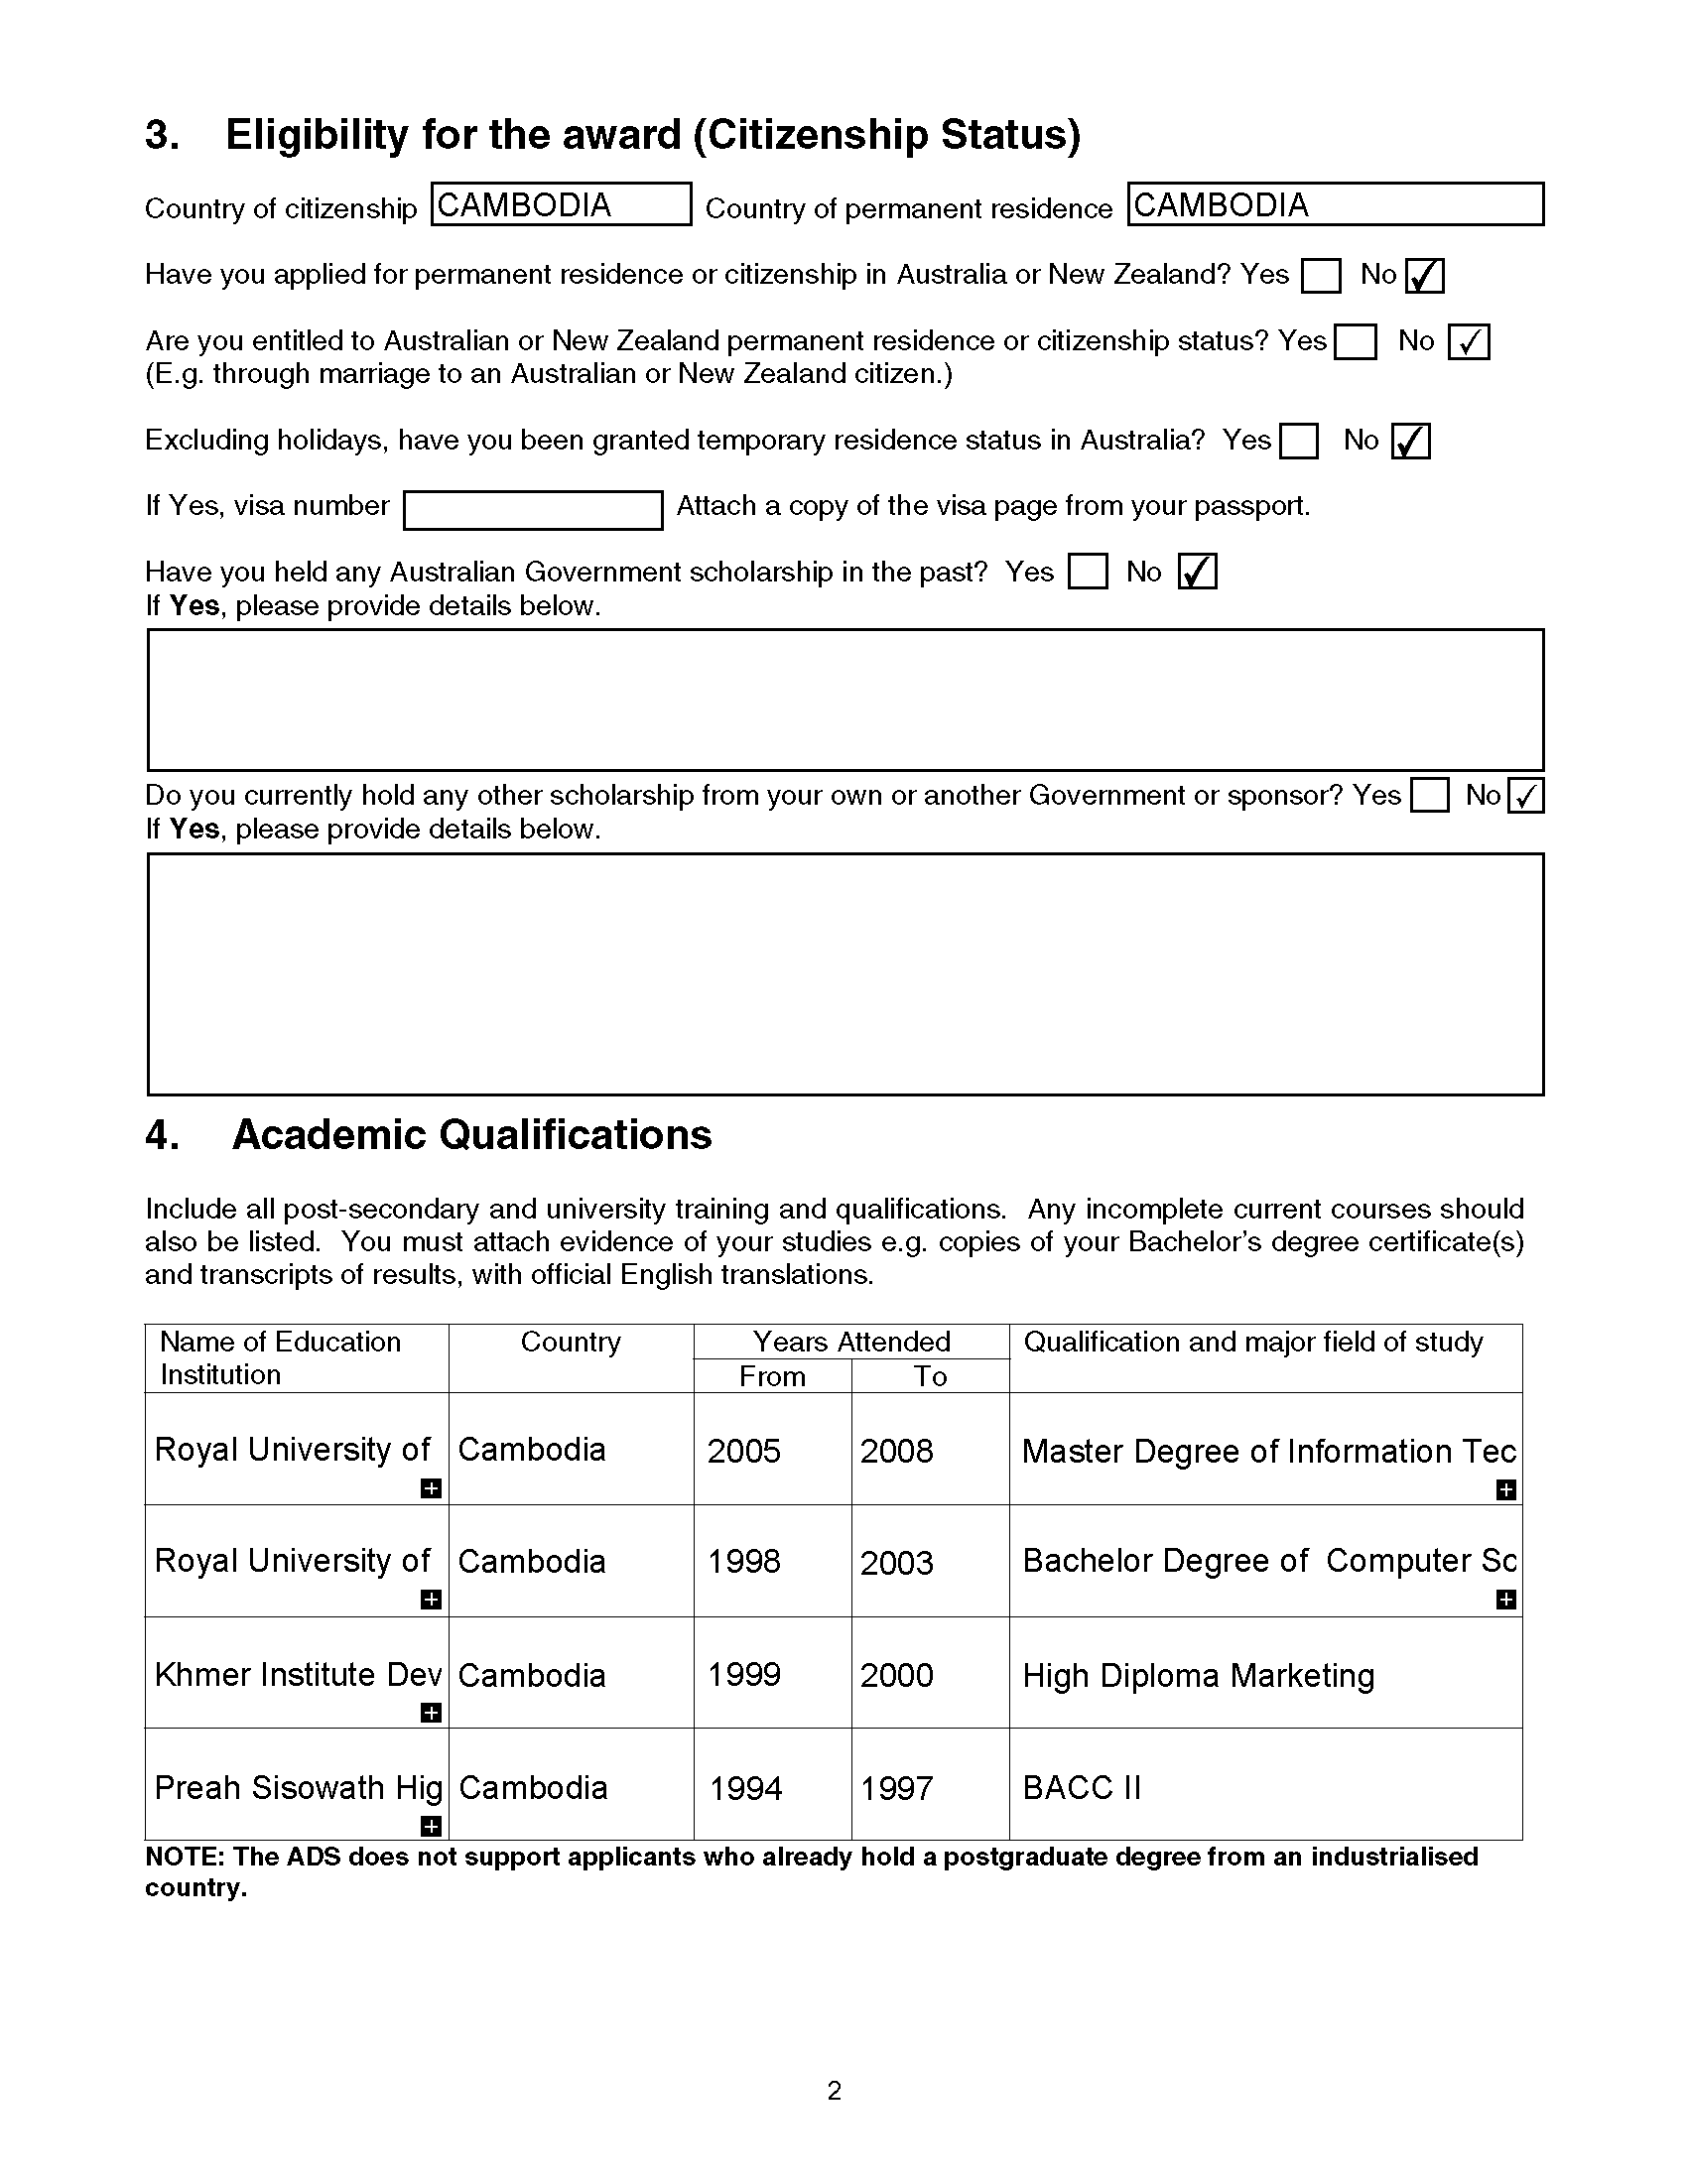 3. Eligibility for the award (Citizenship Status)
Country of citizenship CAMBODIA Country of permanent residence CAMBODIA
Have you applied for permanent residence or citizenship in Australia or New Zealand? Yes No ✓
Are you entitled to Australian or New Zealand permanent residence or citizenship status? Yes No ✓
(E.g. through marriage to an Australian or New Zealand citizen.)
Excluding holidays, have you been granted temporary residence status in Australia? Yes No ✓
If Yes, visa number Attach a copy of the visa page from your passport.
Have you held any Australian Government scholarship in the past? Yes No ✓
If Yes, please provide details below.
Do you currently hold any other scholarship from your own or another Government or sponsor? Yes No ✓
If Yes, please provide details below.
4. Academic Qualifications
Include all post-secondary and university training and qualifications. Any incomplete current courses should
also be listed. You must attach evidence of your studies e.g. copies of your Bachelor's degree certificate(s)
and transcripts of results, with official English translations.
Name of Education Country Years Attended Qualification and major field of study
Institution From To
Royal University of Cambodia 2005 2008 Master Degree of Information Tec
Royal University of Cambodia 1998 2003 Bachelor Degree of Computer Sc
Khmer Institute Dev Cambodia 1999 2000 High Diploma Marketing
Preah Sisowath Hig Cambodia 1994 1997 BACC II
NOTE: The ADS does not support applicants who already hold a postgraduate degree from an industrialised
country.
2